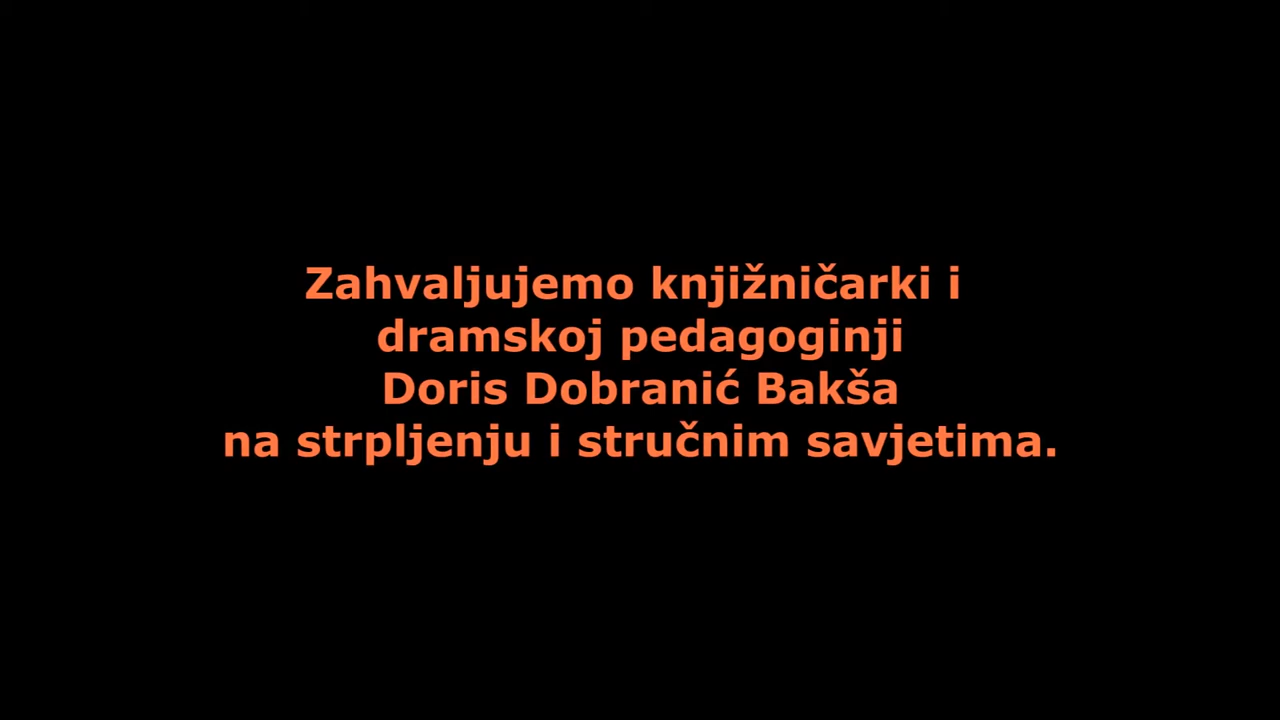 Zahvaljujemo knjižničarki i
dramskoj pedagoginji
Doris Dobranić Bakša
na strpljenju i stručnim savjetima.